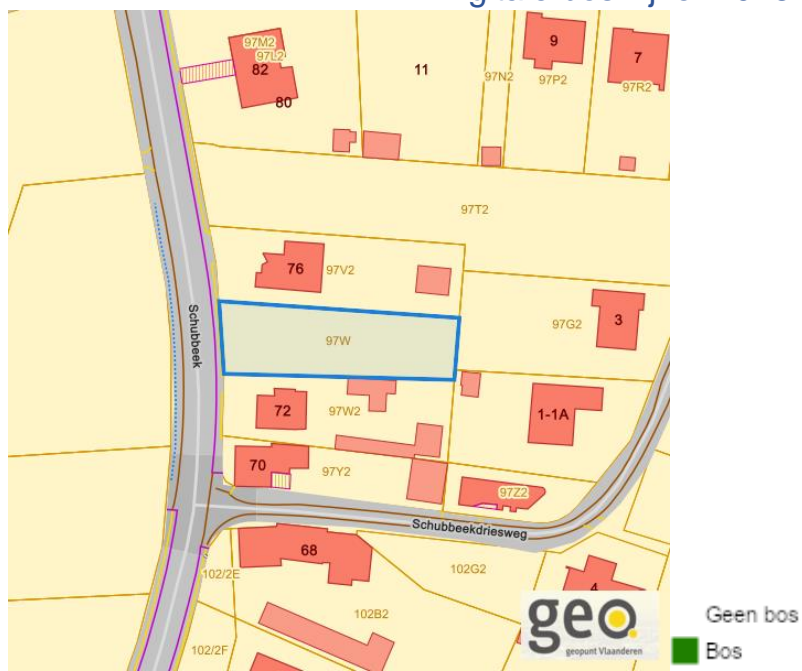 97M2
97L2
82
80
11
97N2
9
97P2
7
97R2
97T2
76
97V2
97W
97G2
3
Schubbeek
72
97W2
1-1A
70
97Y2
97Z2
Schubbeekdriesweg
68
102/2E
102G2
4
102B2
102/2F
geo.
geopunt Vlaanderen
Geen bos
Bos